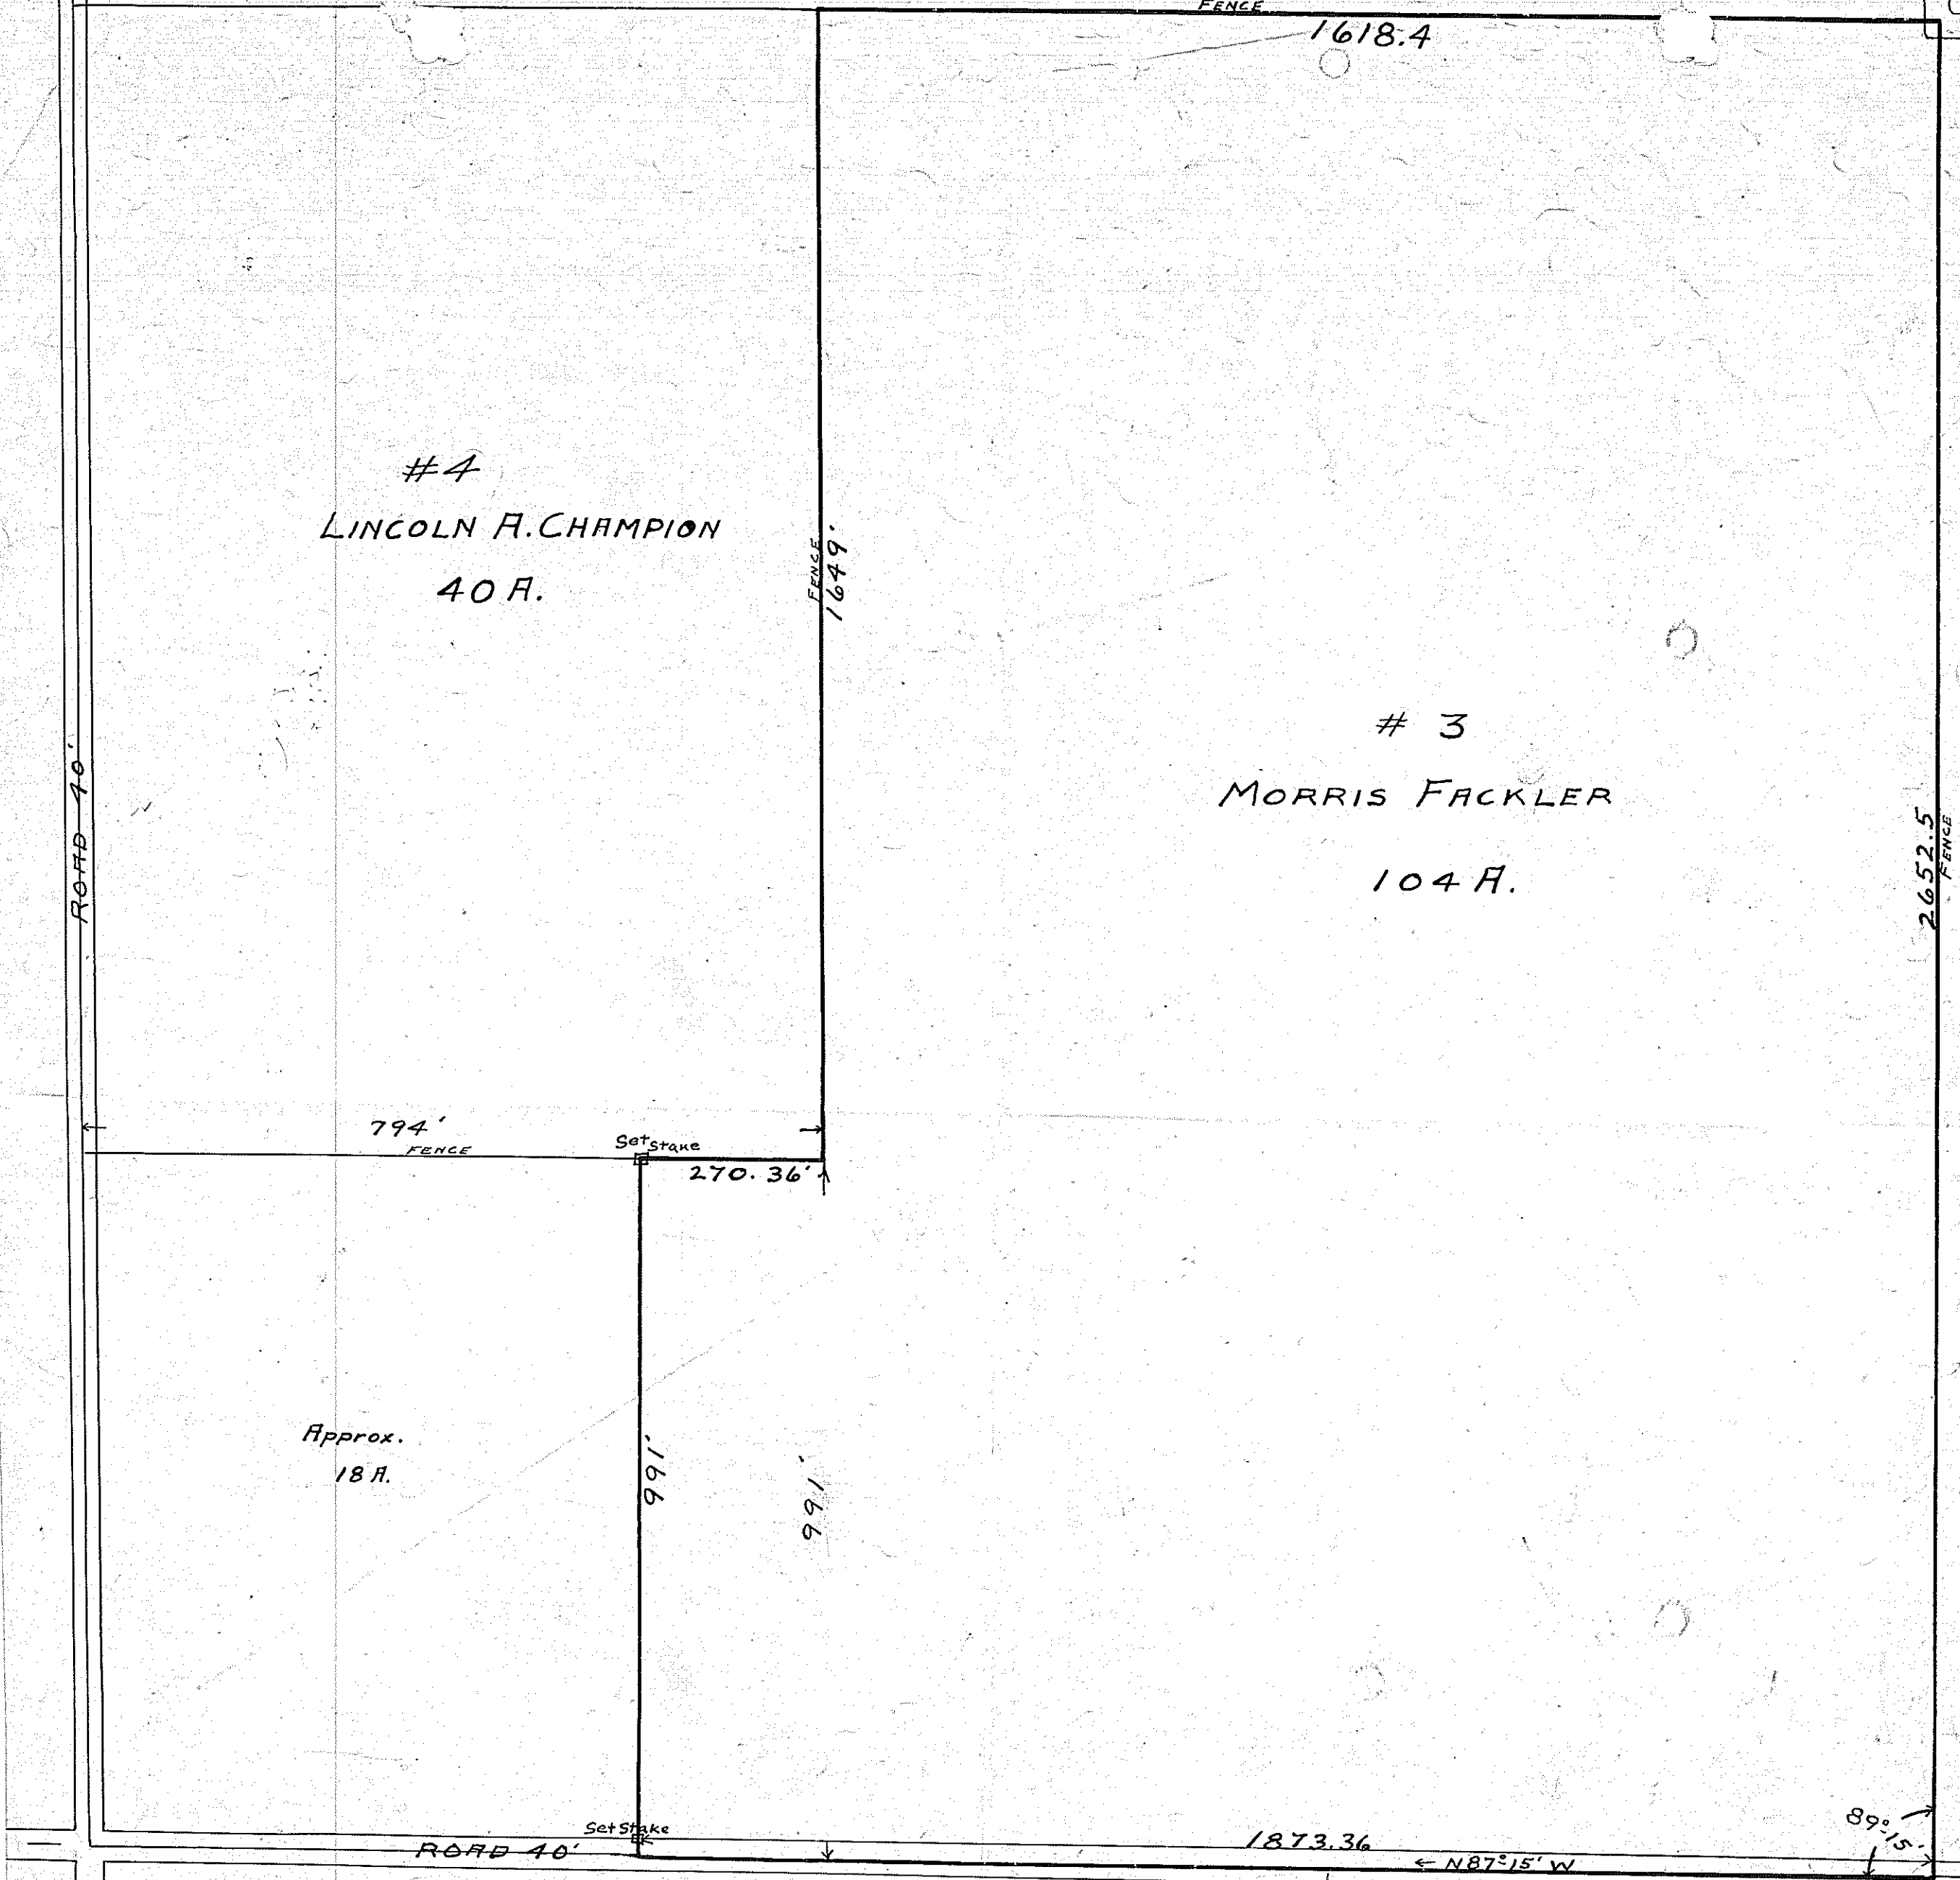 FENCE
1618.4
#4
LINCOLN A. CHAMPION
40 A.
FENCE
1649'
# 3
MORRIS FACKLER
104 A.
ROAD 40'
2652.5
FENCE
794'
FENCE
Set Stake
270.36'
Approx.
18 A.
991'
991'
Set Stake
ROAD 40'
1873.36
← N87°15' W
89°15'